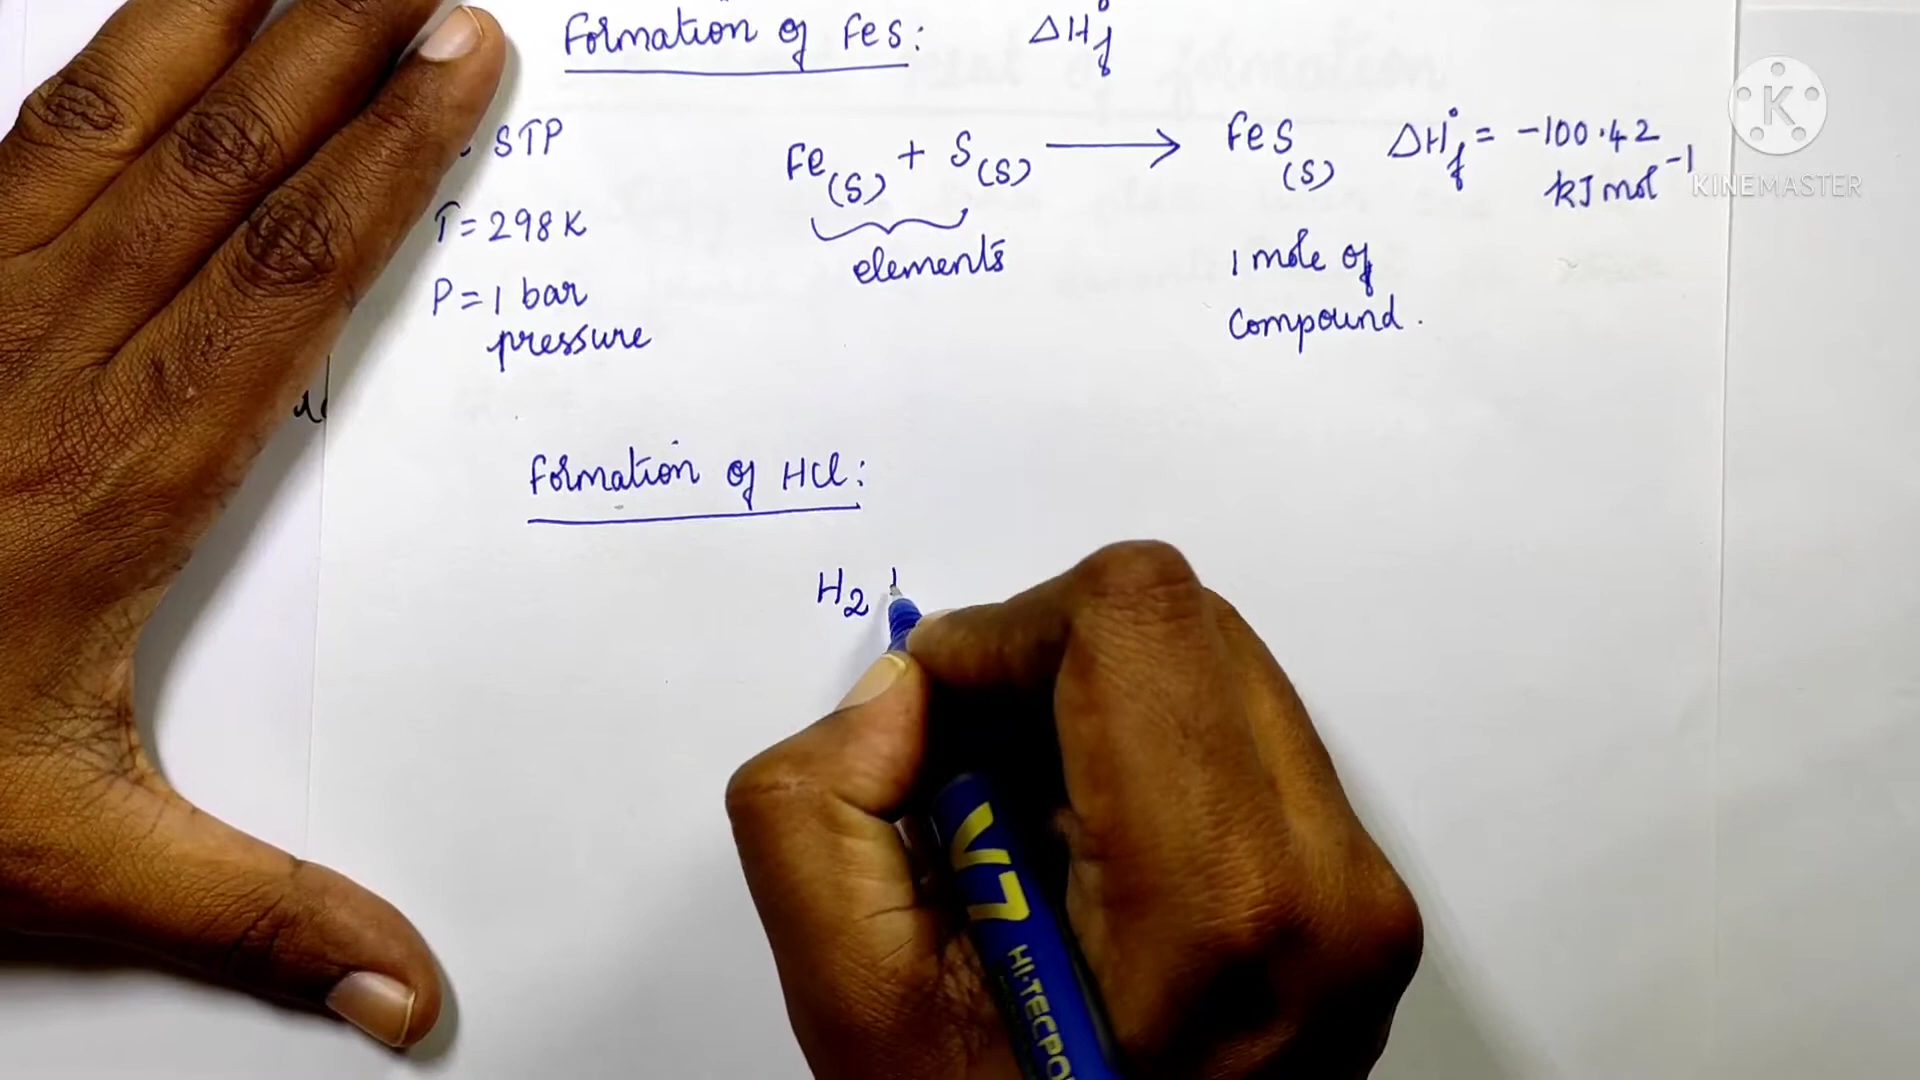 Formation of FeS: ΔH°f
STP
Fe(s) + S(s) ⟶ FeS(s) ΔH°f = -100.42 kJ mol⁻¹
T = 298 K
elements
P = 1 bar
pressure
1 mole of
compound.
Formation of HCl:
H₂
V7
HI-TECPO
K
KINEMASTER